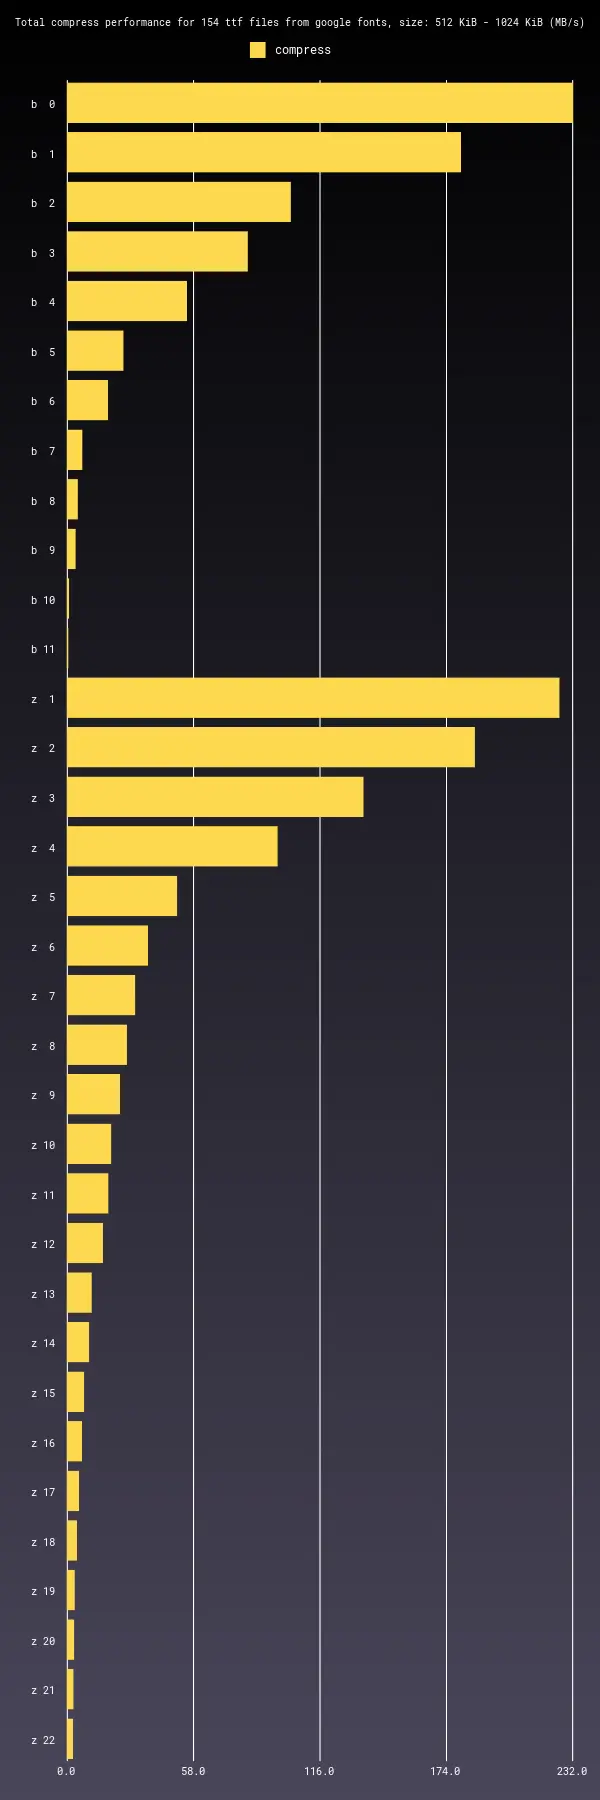 Total compress performance for 154 ttf files from google fonts, size: 512 KiB - 1024 KiB (MB/s)
compress
b 0
b 1
b 2
b 3
b 4
b 5
b 6
b 7
b 8
b 9
b 10
b 11
z 1
z 2
z 3
z 4
z 5
z 6
z 7
z 8
z 9
z 10
z 11
z 12
z 13
z 14
z 15
z 16
z 17
z 18
z 19
z 20
z 21
z 22
0.0 58.0 116.0 174.0 232.0